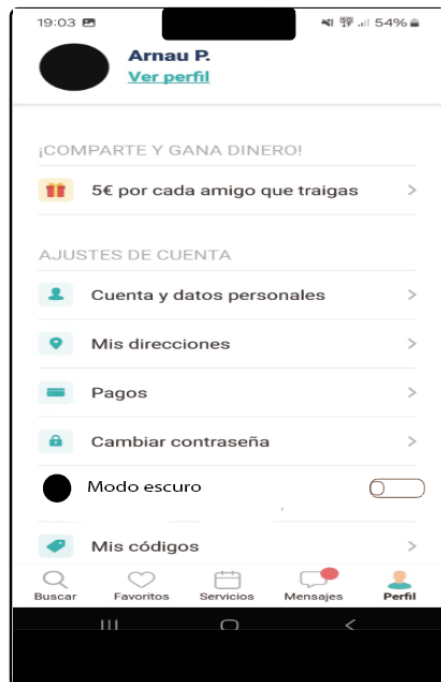 19:03 54%
Arnau P.
Ver perfil
¡COMPARTE Y GANA DINERO!
5€ por cada amigo que traigas
AJUSTES DE CUENTA
Cuenta y datos personales
Mis direcciones
Pagos
Cambiar contraseña
Modo escuro
Mis códigos
Buscar Favoritos Servicios Mensajes Perfil